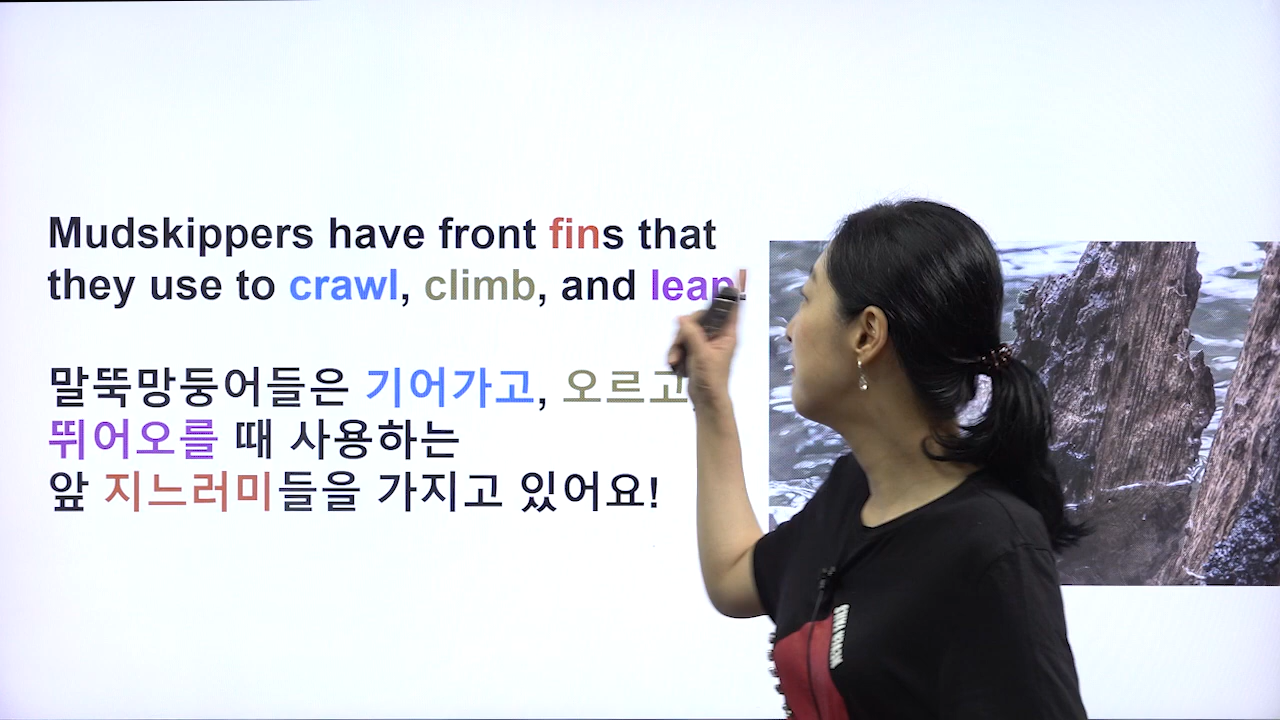 Mudskippers have front fins that
they use to crawl, climb, and leap!
말뚝망둥어들은 기어가고, 오르고,
뛰어오를 때 사용하는
앞 지느러미들을 가지고 있어요!